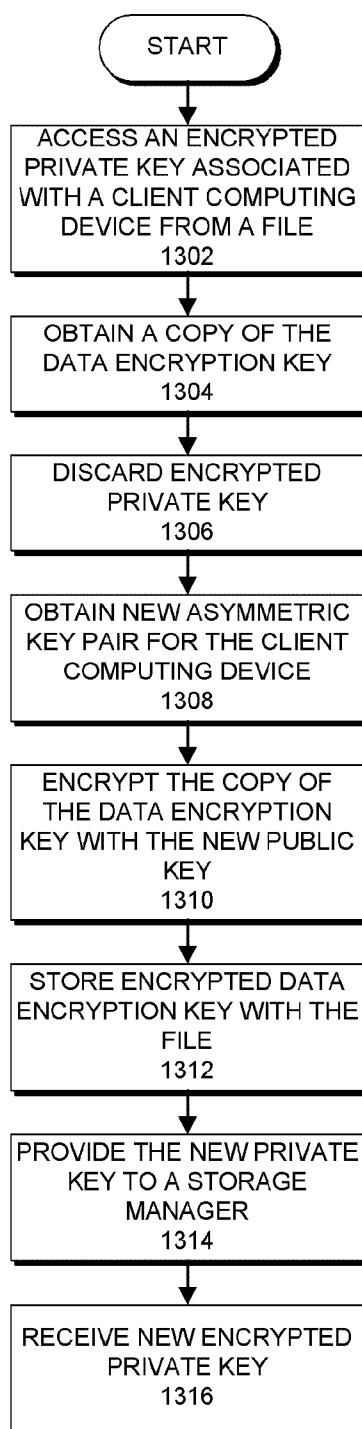 START
ACCESS AN ENCRYPTED
PRIVATE KEY ASSOCIATED
WITH A CLIENT COMPUTING
DEVICE FROM A FILE
1302
OBTAIN A COPY OF THE
DATA ENCRYPTION KEY
1304
DISCARD ENCRYPTED
PRIVATE KEY
1306
OBTAIN NEW ASYMMETRIC
KEY PAIR FOR THE CLIENT
COMPUTING DEVICE
1308
ENCRYPT THE COPY OF
THE DATA ENCRYPTION
KEY WITH THE NEW PUBLIC
KEY
1310
STORE ENCRYPTED DATA
ENCRYPTION KEY WITH THE
FILE
1312
PROVIDE THE NEW PRIVATE
KEY TO A STORAGE
MANAGER
1314
RECEIVE NEW ENCRYPTED
PRIVATE KEY
1316